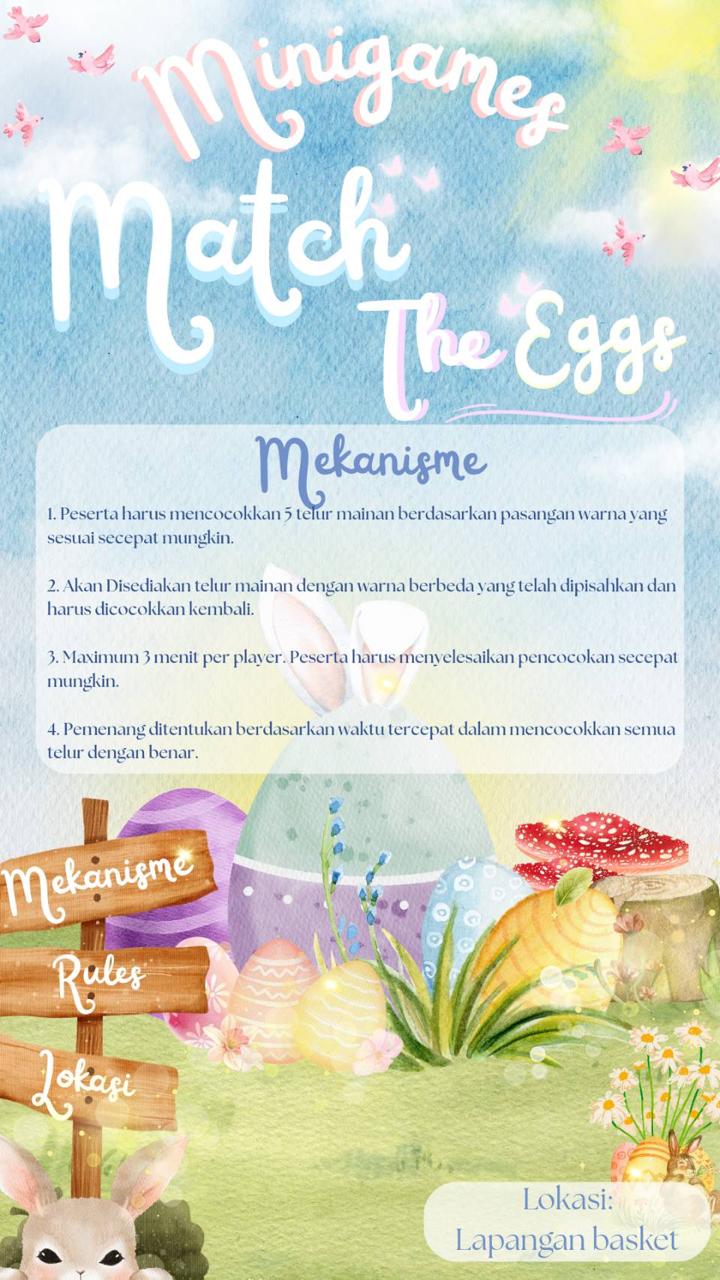 Minigames
Match
The Eggs
Mekanisme
1. Peserta harus mencocokkan 5 telur mainan berdasarkan pasangan warna yang
sesuai secepat mungkin.
2. Akan Disediakan telur mainan dengan warna berbeda yang telah dipisahkan dan
harus dicocokkan kembali.
3. Maximum 3 menit per player. Peserta harus menyelesaikan pencocokan secepat
mungkin.
4. Pemenang ditentukan berdasarkan waktu tercepat dalam mencocokkan semua
telur dengan benar.
Mekanisme
Rules
Lokasi
Lokasi:
Lapangan basket